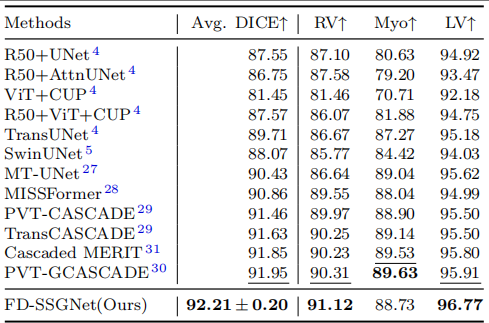 Methods Avg. DICE↑ RV↑ Myo↑ LV↑
R50+UNet 4 87.55 87.10 80.63 94.92
R50+AttnUNet 4 86.75 87.58 79.20 93.47
ViT+CUP 4 81.45 81.46 70.71 92.18
R50+ViT+CUP 4 87.57 86.07 81.88 94.75
TransUNet 4 89.71 86.67 87.27 95.18
SwinUNet 5 88.07 85.77 84.42 94.03
MT-UNet 27 90.43 86.64 89.04 95.62
MISSFormer 28 90.86 89.55 88.04 94.99
PVT-CASCADE 29 91.46 89.97 88.90 95.50
TransCASCADE 29 91.63 90.25 89.14 95.50
Cascaded MERIT 31 91.85 90.23 89.53 95.80
PVT-GCASCADE 30 91.95 90.31 89.63 95.91
FD-SSGNet(Ours) 92.21 ± 0.20 91.12 88.73 96.77